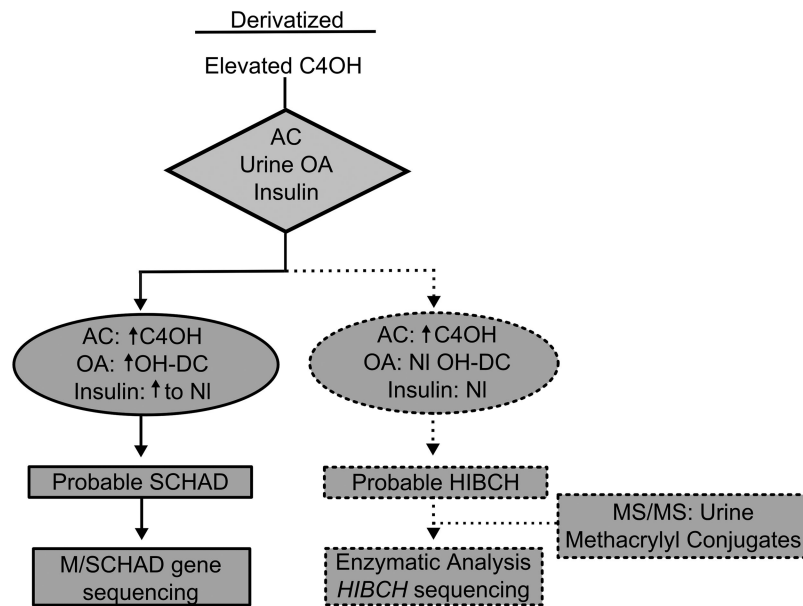 Derivatized
Elevated C4OH
AC
Urine OA
Insulin
AC: ↑C4OH
OA: ↑OH-DC
Insulin: ↑ to Nl
AC: ↑C4OH
OA: Nl OH-DC
Insulin: Nl
Probable SCHAD
Probable HIBCH
MS/MS: Urine
Methacrylyl Conjugates
M/SCHAD gene
sequencing
Enzymatic Analysis
HIBCH sequencing